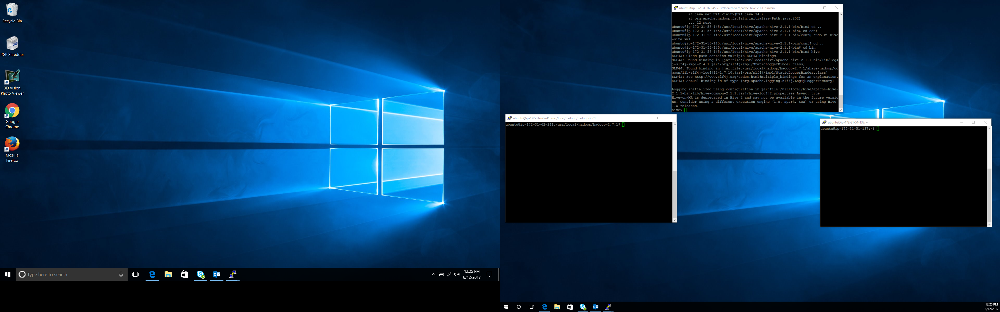 Recycle Bin
PGP Shredder
3D Vision
Photo Viewer
Google
Chrome
Mozilla
Firefox
Type here to search
12:25 PM
6/12/2017
ubuntu@ip-172-31-56-145: /usr/local/hive/apache-hive-2.1.1-bin/bin
at java.net.URI.<init>(URI.java:745)
at org.apache.hadoop.fs.Path.initialize(Path.java:202)
... 12 more
ubuntu@ip-172-31-56-145:/usr/local/hive/apache-hive-2.1.1-bin/bin$ cd ..
ubuntu@ip-172-31-56-145:/usr/local/hive/apache-hive-2.1.1-bin$ cd conf
ubuntu@ip-172-31-56-145:/usr/local/hive/apache-hive-2.1.1-bin/conf$ sudo vi hive
-site.xml
ubuntu@ip-172-31-56-145:/usr/local/hive/apache-hive-2.1.1-bin/conf$ cd ..
ubuntu@ip-172-31-56-145:/usr/local/hive/apache-hive-2.1.1-bin$ cd bin
ubuntu@ip-172-31-56-145:/usr/local/hive/apache-hive-2.1.1-bin/bin$ hive
SLF4J: Class path contains multiple SLF4J bindings.
SLF4J: Found binding in [jar:file:/usr/local/hive/apache-hive-2.1.1-bin/lib/log4
j-slf4j-impl-2.4.1.jar!/org/slf4j/impl/StaticLoggerBinder.class]
SLF4J: Found binding in [jar:file:/usr/local/hadoop/hadoop-2.7.1/share/hadoop/co
mmon/lib/slf4j-log4j12-1.7.10.jar!/org/slf4j/impl/StaticLoggerBinder.class]
SLF4J: See http://www.slf4j.org/codes.html#multiple_bindings for an explanation.
SLF4J: Actual binding is of type [org.apache.logging.slf4j.Log4jLoggerFactory]
Logging initialized using configuration in jar:file:/usr/local/hive/apache-hive-
2.1.1-bin/lib/hive-common-2.1.1.jar!/hive-log4j2.properties Async: true
Hive-on-MR is deprecated in Hive 2 and may not be available in the future versio
ns. Consider using a different execution engine (i.e. spark, tez) or using Hive
1.X releases.
hive>
ubuntu@ip-172-31-62-241: /usr/local/hadoop/hadoop-2.7.1
ubuntu@ip-172-31-62-241:/usr/local/hadoop/hadoop-2.7.1$
ubuntu@ip-172-31-51-137: ~
ubuntu@ip-172-31-51-137:~$
12:25 PM
6/12/2017